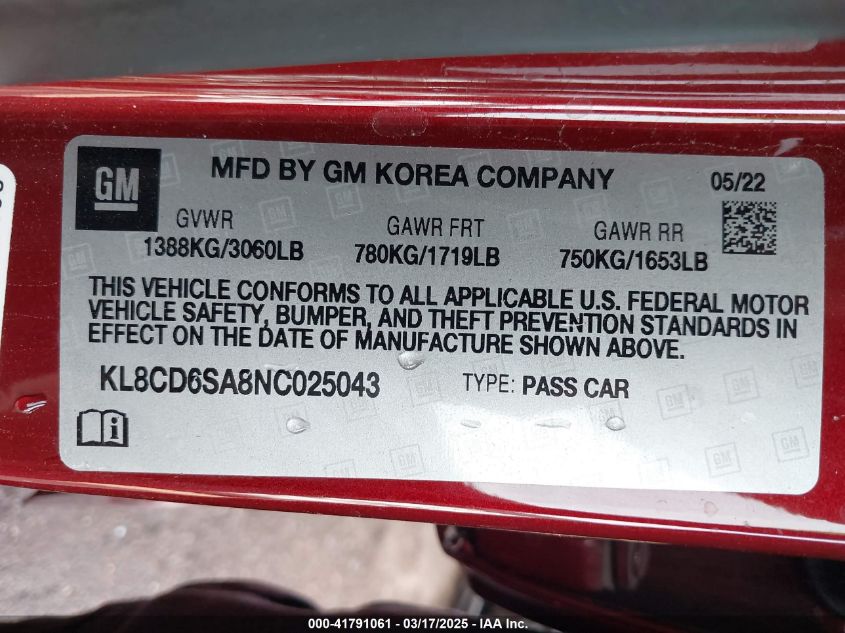 GM
MFD BY GM KOREA COMPANY
05/22
GVWR
1388KG/3060LB
GAWR FRT
780KG/1719LB
GAWR RR
750KG/1653LB
THIS VEHICLE CONFORMS TO ALL APPLICABLE U.S. FEDERAL MOTOR
VEHICLE SAFETY, BUMPER, AND THEFT PREVENTION STANDARDS IN
EFFECT ON THE DATE OF MANUFACTURE SHOWN ABOVE.
KL8CD6SA8NC025043
TYPE: PASS CAR
000-41791061 - 03/17/2025 - IAA Inc.